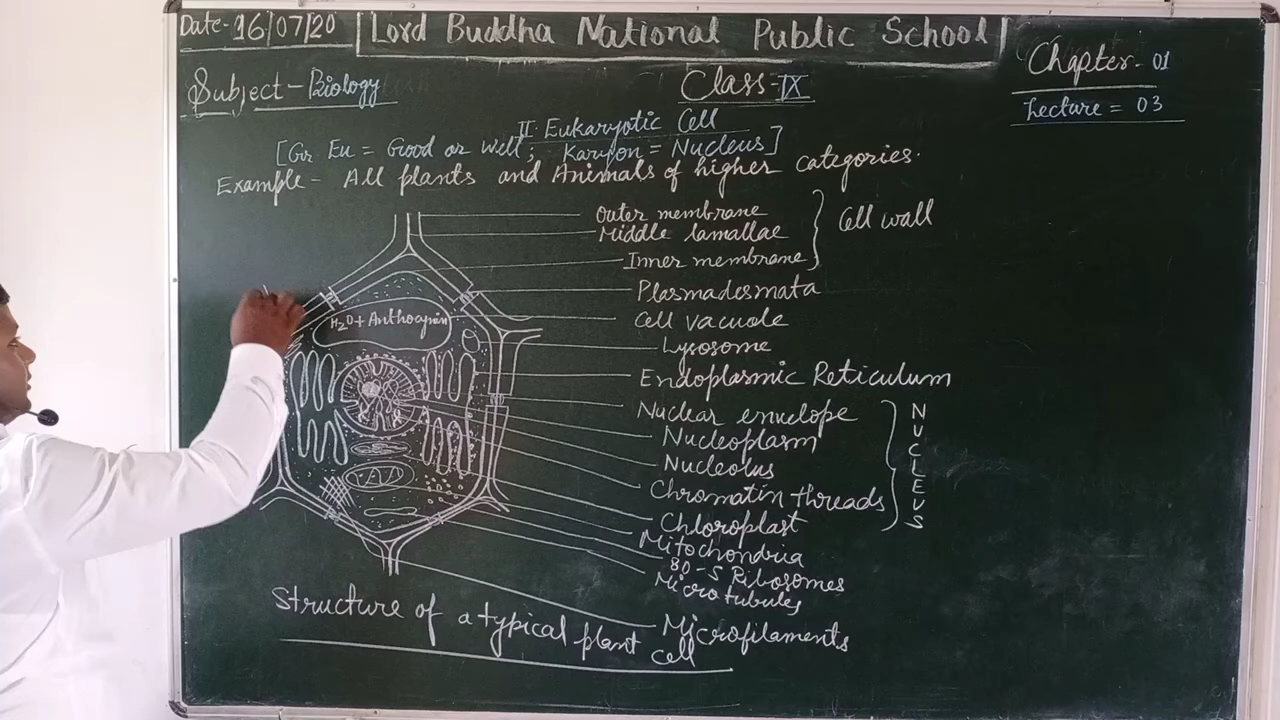 Date- 16/07/20
Lord Buddha National Public School
Chapter- 01
Subject - Biology
Class-IX
Lecture = 03
II. Eukaryotic Cell
[Gr Eu = Good or Well; Karyon = Nucleus]
Example - All plants and Animals of higher categories.
Outer membrane
Middle lamallae
Inner membrane
Cell wall
Plasmadesmata
H2O + Anthocynin
Cell vacuole
Lysosome
Endoplasmic Reticulum
Nuclear envelope
Nucleoplasm
Nucleolus
Chromatin threads
NUCLEUS
Chloroplast
Mitochondria
80-S Ribosomes
Microtubules
Microfilaments
Structure of a typical plant cell